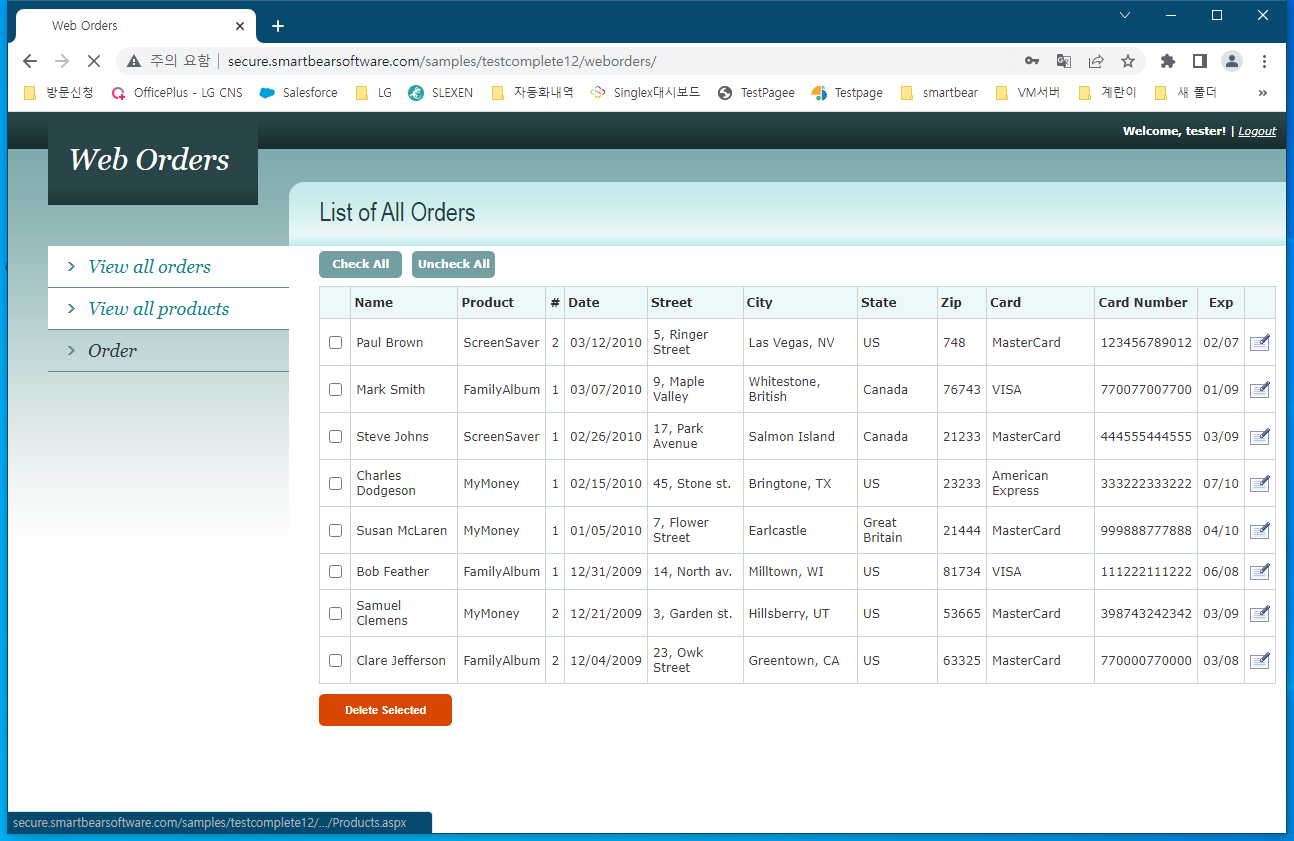 Web Orders
주의 요함 secure.smartbearsoftware.com/samples/testcomplete12/weborders/
방문신청 OfficePlus - LG CNS Salesforce LG SLEXEN 자동화내역 Singlex대시보드 TestPagee Testpage smartbear VM서버 계란이 새 폴더 »
Welcome, tester! | Logout
Web Orders
List of All Orders
View all orders
View all products
Order
Check All Uncheck All
Name Product # Date Street City State Zip Card Card Number Exp
Paul Brown ScreenSaver 2 03/12/2010 5, Ringer Street Las Vegas, NV US 748 MasterCard 123456789012 02/07
Mark Smith FamilyAlbum 1 03/07/2010 9, Maple Valley Whitestone, British Canada 76743 VISA 770077007700 01/09
Steve Johns ScreenSaver 1 02/26/2010 17, Park Avenue Salmon Island Canada 21233 MasterCard 444555444555 03/09
Charles Dodgeson MyMoney 1 02/15/2010 45, Stone st. Bringtone, TX US 23233 American Express 333222333222 07/10
Susan McLaren MyMoney 1 01/05/2010 7, Flower Street Earlcastle Great Britain 21444 MasterCard 999888777888 04/10
Bob Feather FamilyAlbum 1 12/31/2009 14, North av. Milltown, WI US 81734 VISA 111222111222 06/08
Samuel Clemens MyMoney 2 12/21/2009 3, Garden st. Hillsberry, UT US 53665 MasterCard 398743242342 03/09
Clare Jefferson FamilyAlbum 2 12/04/2009 23, Owk Street Greentown, CA US 63325 MasterCard 770000770000 03/08
Delete Selected
secure.smartbearsoftware.com/samples/testcomplete12/.../Products.aspx